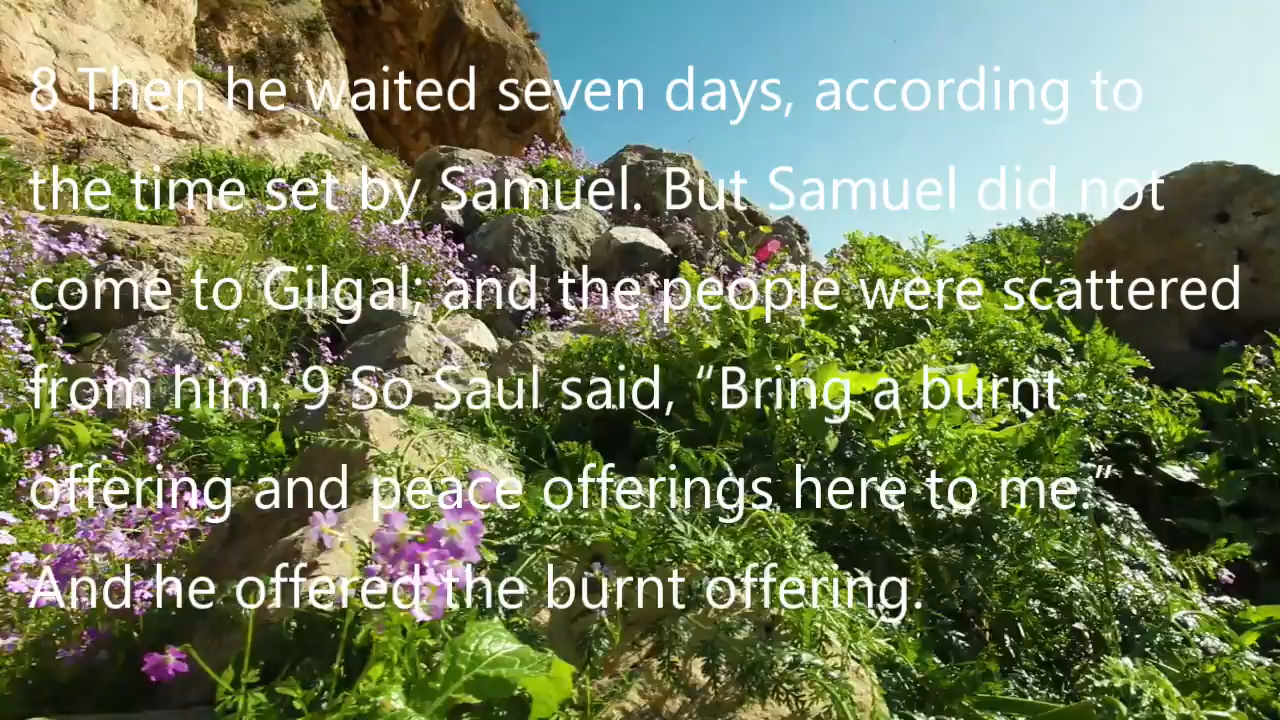 8 Then he waited seven days, according to
the time set by Samuel. But Samuel did not
come to Gilgal; and the people were scattered
from him. 9 So Saul said, “Bring a burnt
offering and peace offerings here to me.”
And he offered the burnt offering.